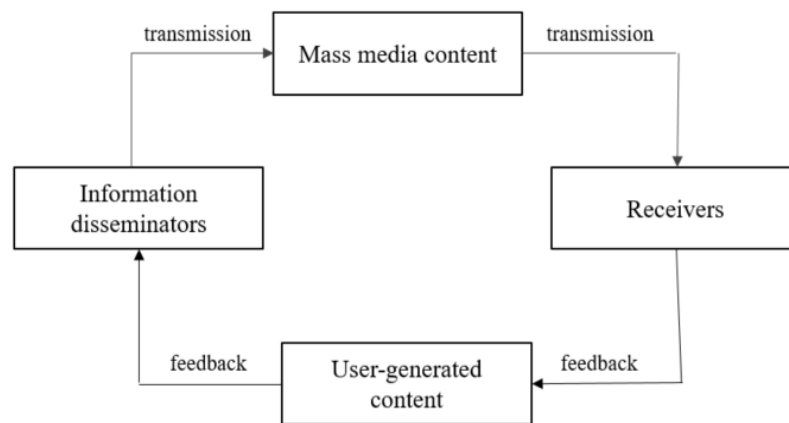 transmission
Mass media content
transmission
Information
disseminators
Receivers
feedback
User-generated
content
feedback